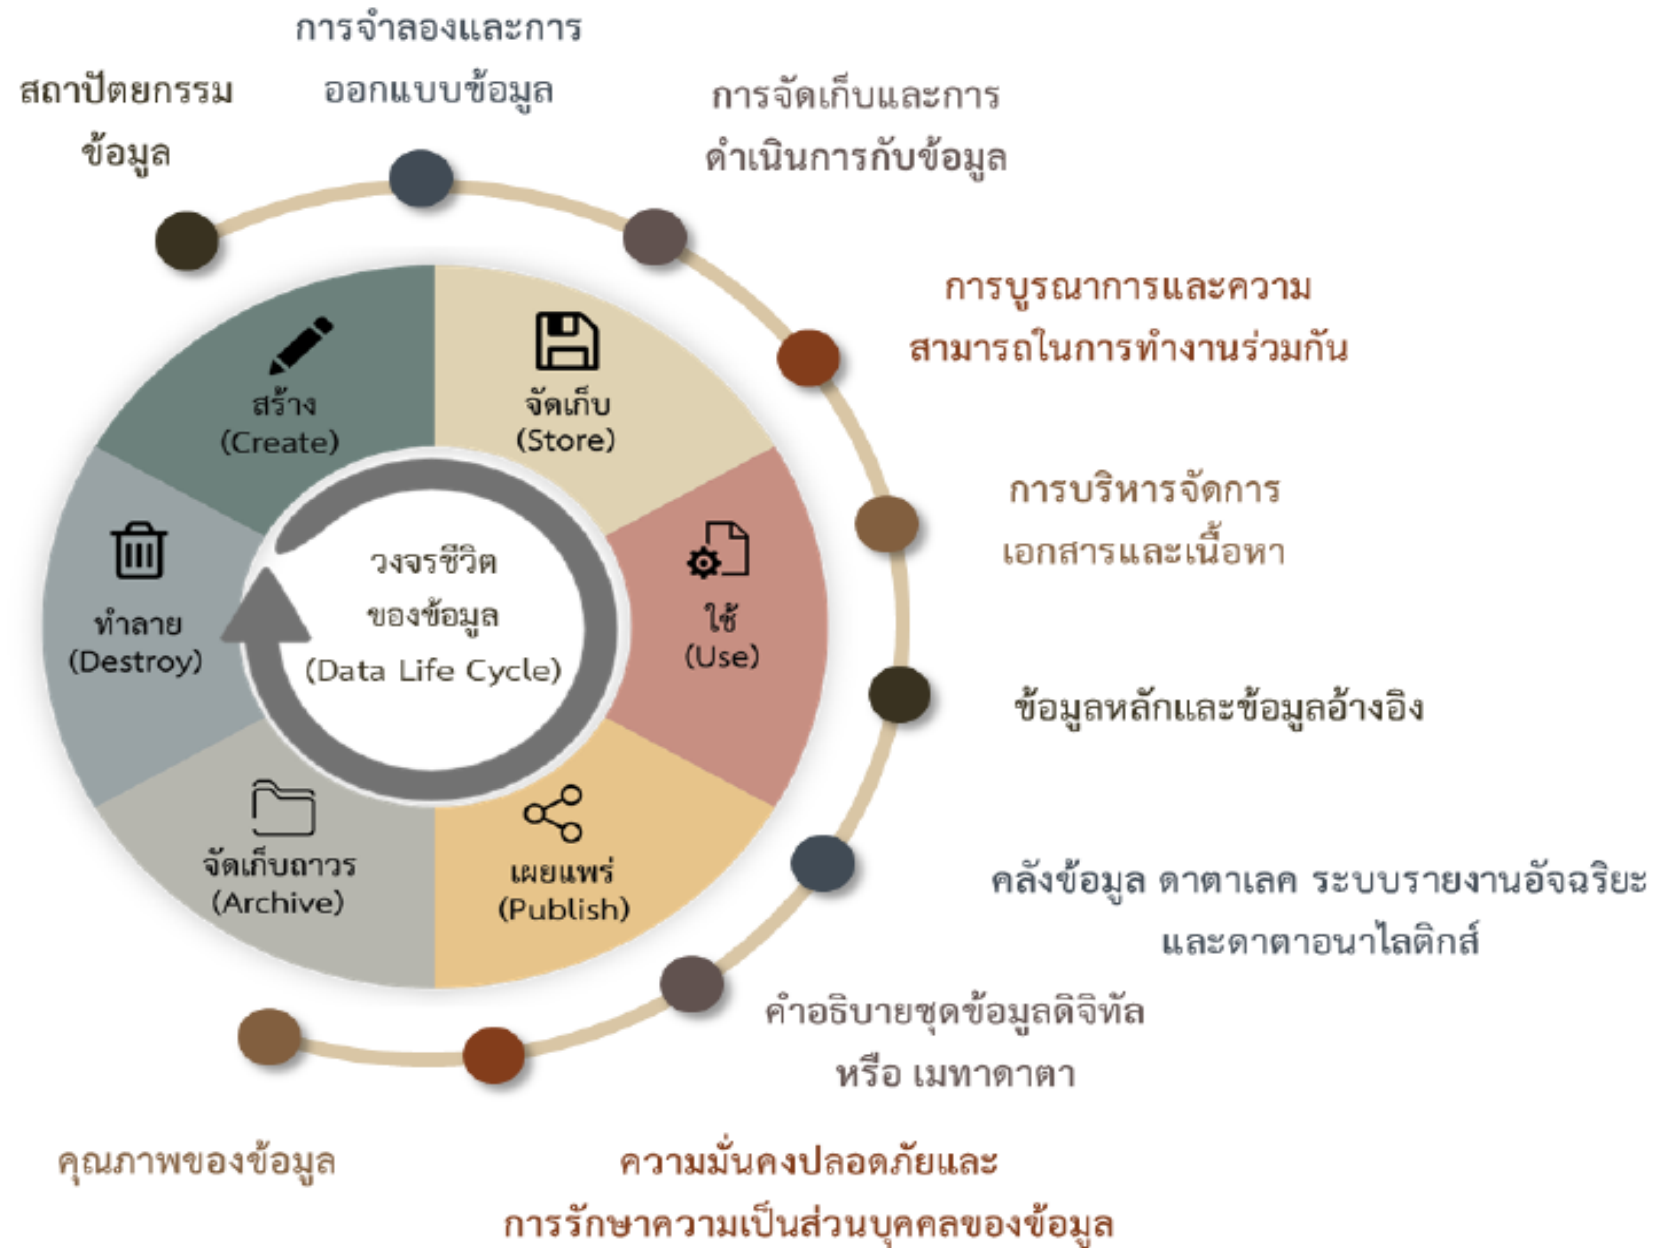 การจำลองและการ
ออกแบบข้อมูล
สถาปัตยกรรม
ข้อมูล
การจัดเก็บและการ
ดำเนินการกับข้อมูล
การบูรณาการและความ
สามารถในการทำงานร่วมกัน
การบริหารจัดการ
เอกสารและเนื้อหา
ข้อมูลหลักและข้อมูลอ้างอิง
คลังข้อมูล ดาตาเลค ระบบรายงานอัจฉริยะ
และดาตาอนาไลติกส์
คำอธิบายชุดข้อมูลดิจิทัล
หรือ เมทาดาตา
ความมั่นคงปลอดภัยและ
การรักษาความเป็นส่วนบุคคลของข้อมูล
คุณภาพของข้อมูล
สร้าง
(Create)
จัดเก็บ
(Store)
ใช้
(Use)
เผยแพร่
(Publish)
จัดเก็บถาวร
(Archive)
ทำลาย
(Destroy)
วงจรชีวิต
ของข้อมูล
(Data Life Cycle)